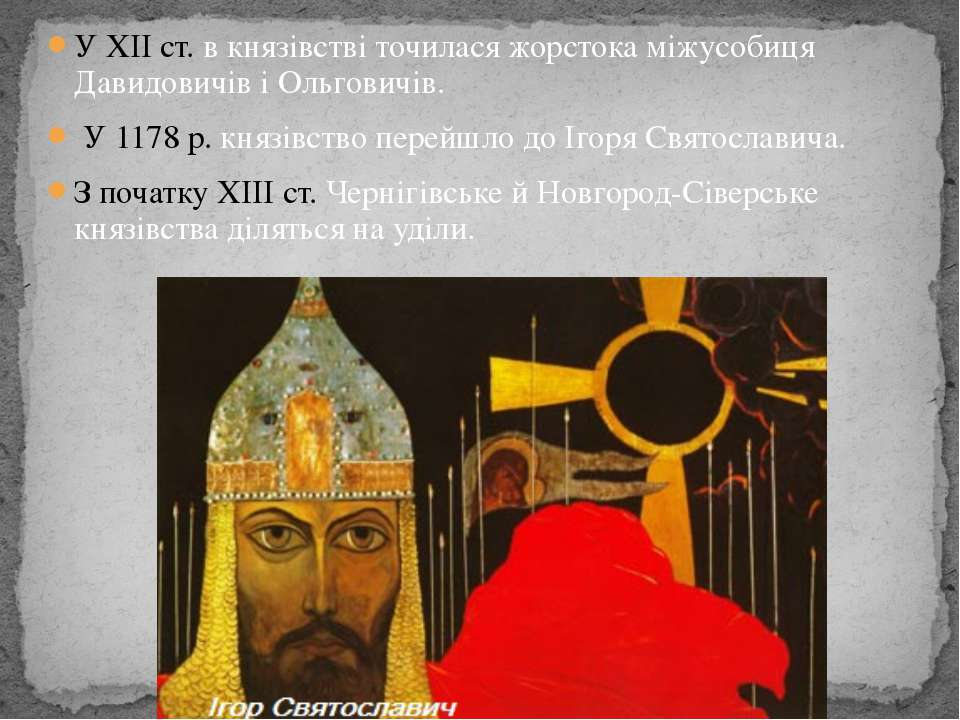 У XII ст. в князівстві точилася жорстока міжусобиця
Давидовичів і Ольговичів.
У 1178 р. князівство перейшло до Ігоря Святославича.
З початку XIII ст. Чернігівське й Новгород-Сіверське
князівства діляться на уділи.
Ігор Святославич